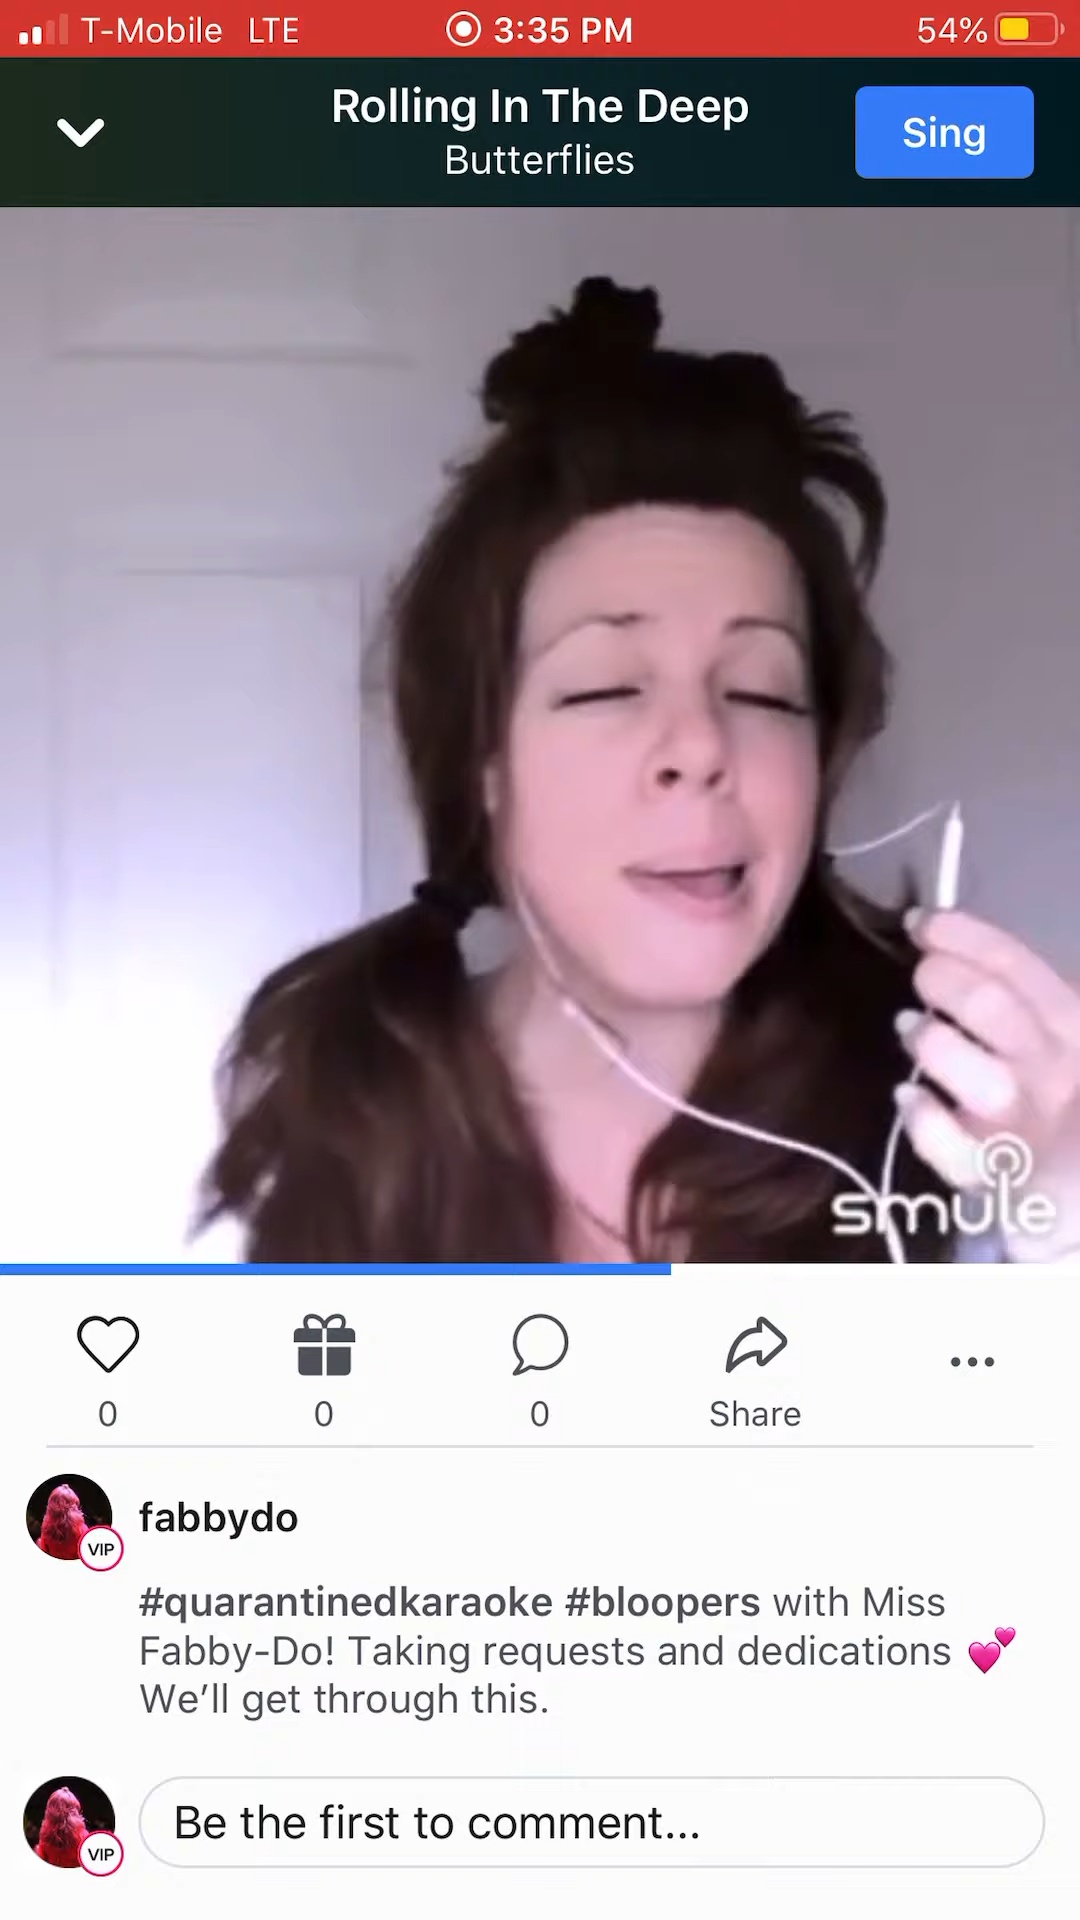 T-Mobile LTE 3:35 PM 54%
Rolling In The Deep
Butterflies
Sing
smule
0 0 0 Share
fabbydo
VIP
#quarantinedkaraoke #bloopers with Miss
Fabby-Do! Taking requests and dedications 💕
We’ll get through this.
Be the first to comment...
VIP